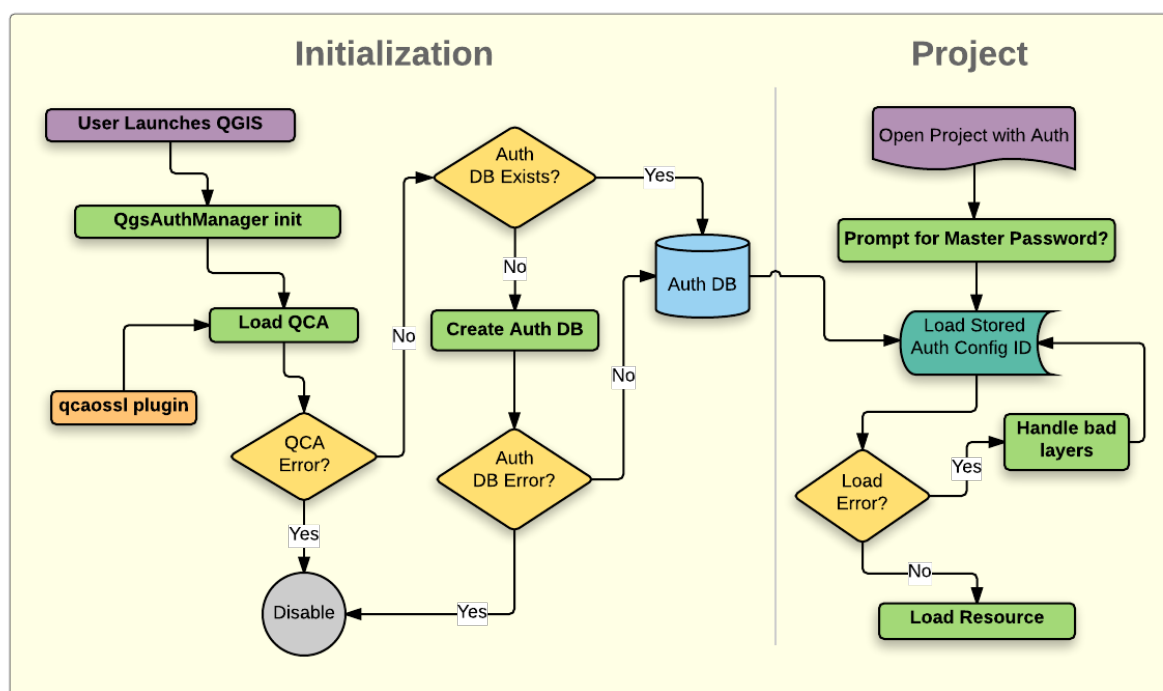 Initialization
User Launches QGIS
QgsAuthManager init
Load QCA
qcaossl plugin
QCA
Error?
Yes
No
Disable
Auth
DB Exists?
Yes
No
Create Auth DB
Auth
DB Error?
Yes
No
Auth DB
Project
Open Project with Auth
Prompt for Master Password?
Load Stored
Auth Config ID
Load
Error?
Yes
Handle bad
layers
No
Load Resource